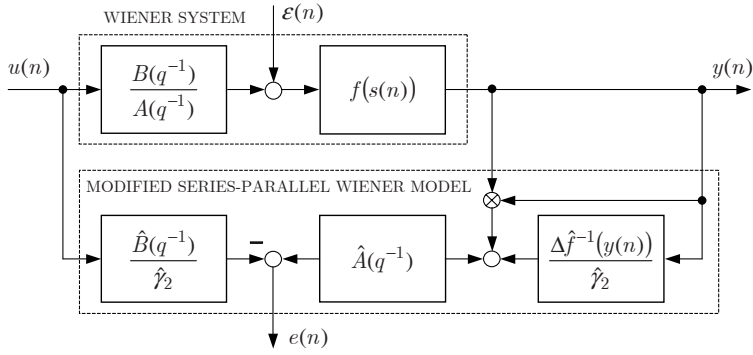 WIENER SYSTEM
ε(n)
u(n)
y(n)
B(q⁻¹)
A(q⁻¹)
f(s(n))
MODIFIED SERIES-PARALLEL WIENER MODEL
B̂(q⁻¹)
γ̂₂
−
Â(q⁻¹)
Δf̂⁻¹(y(n))
γ̂₂
e(n)